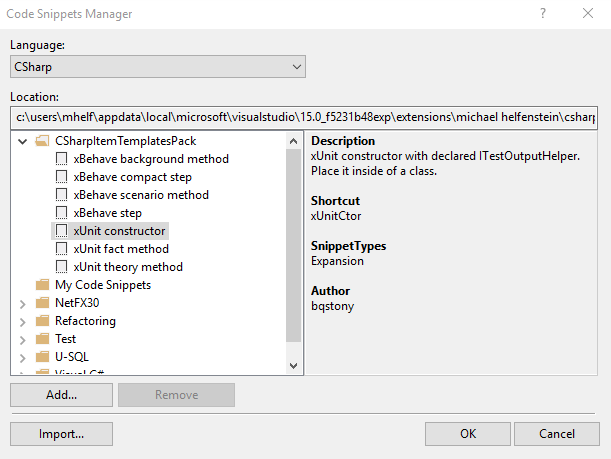 Code Snippets Manager
Language:
CSharp
Location:
c:\users\mhelf\appdata\local\microsoft\visualstudio\15.0_f5231b48exp\extensions\michael helfenstein\csharp
CSharpItemTemplatesPack
xBehave background method
xBehave compact step
xBehave scenario method
xBehave step
xUnit constructor
xUnit fact method
xUnit theory method
My Code Snippets
NetFX30
Refactoring
Test
U-SQL
Visual C#
Description
xUnit constructor with declared ITestOutputHelper.
Place it inside of a class.
Shortcut
xUnitCtor
SnippetTypes
Expansion
Author
bqstony
Add...
Remove
Import...
OK
Cancel